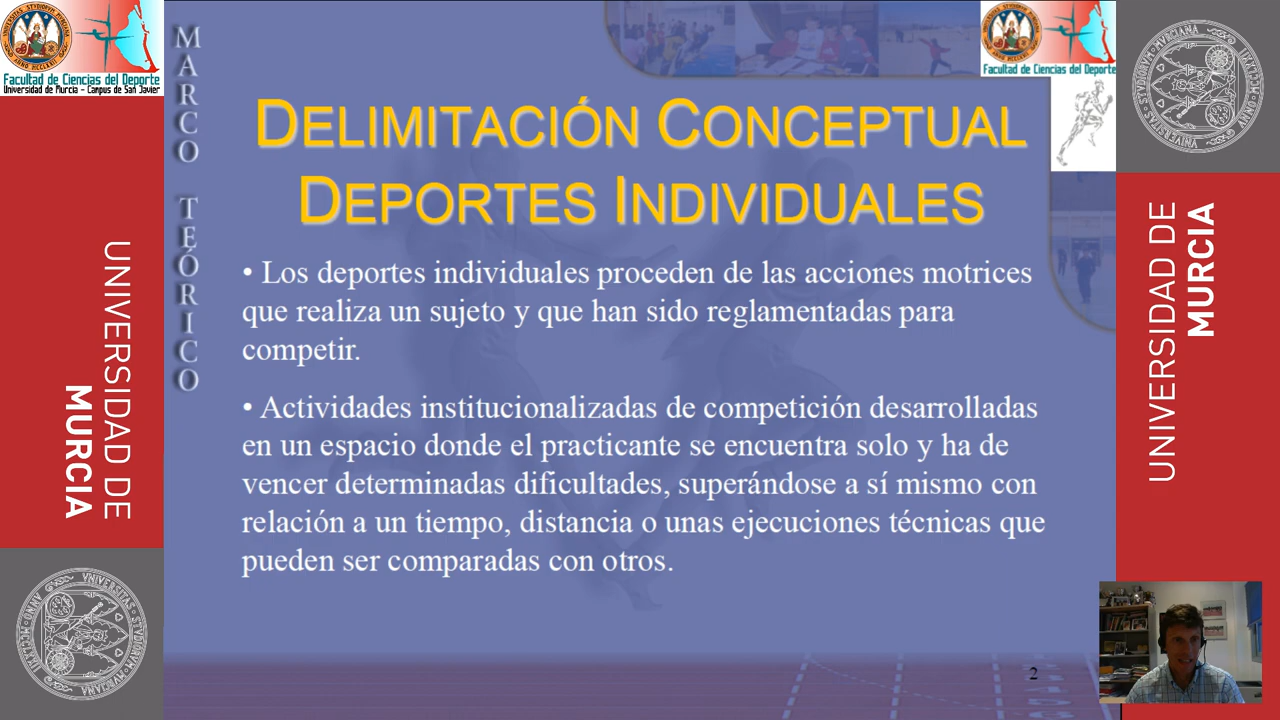 Facultad de Ciencias del Deporte
Universidad de Murcia - Campus de San Javier
UNIVERSIDAD DE
MURCIA
MARCO TEÓRICO
DELIMITACIÓN CONCEPTUAL
DEPORTES INDIVIDUALES
• Los deportes individuales proceden de las acciones motrices
que realiza un sujeto y que han sido reglamentadas para
competir.
• Actividades institucionalizadas de competición desarrolladas
en un espacio donde el practicante se encuentra solo y ha de
vencer determinadas dificultades, superándose a sí mismo con
relación a un tiempo, distancia o unas ejecuciones técnicas que
pueden ser comparadas con otros.
2
Facultad de Ciencias del Deporte
UNIVERSIDAD DE
MURCIA